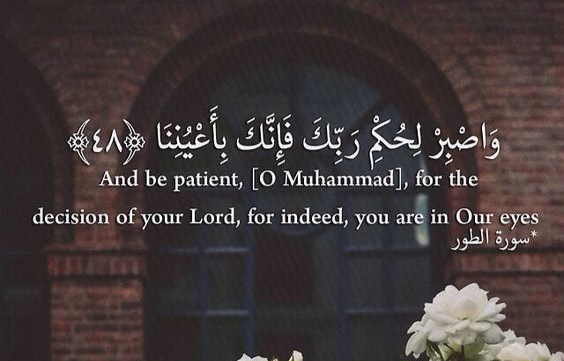 وَاصْبِرْ لِحُكْمِ رَبِّكَ فَإِنَّكَ بِأَعْيُنِنَا ﴿٤٨﴾
And be patient, [O Muhammad], for the
decision of your Lord, for indeed, you are in Our eyes
*سورة الطور